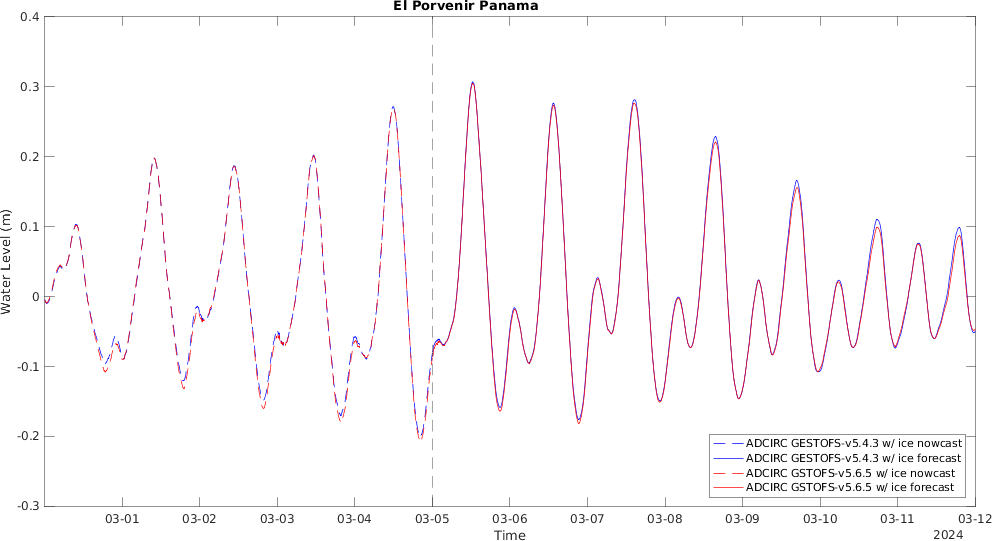 El Porvenir Panama
0.4
0.3
0.2
0.1
0
-0.1
-0.2
-0.3
Water Level (m)
ADCIRC GESTOFS-v5.4.3 w/ ice nowcast
ADCIRC GESTOFS-v5.4.3 w/ ice forecast
ADCIRC GSTOFS-v5.6.5 w/ ice nowcast
ADCIRC GSTOFS-v5.6.5 w/ ice forecast
03-01 03-02 03-03 03-04 03-05 03-06 03-07 03-08 03-09 03-10 03-11 03-12
Time
2024